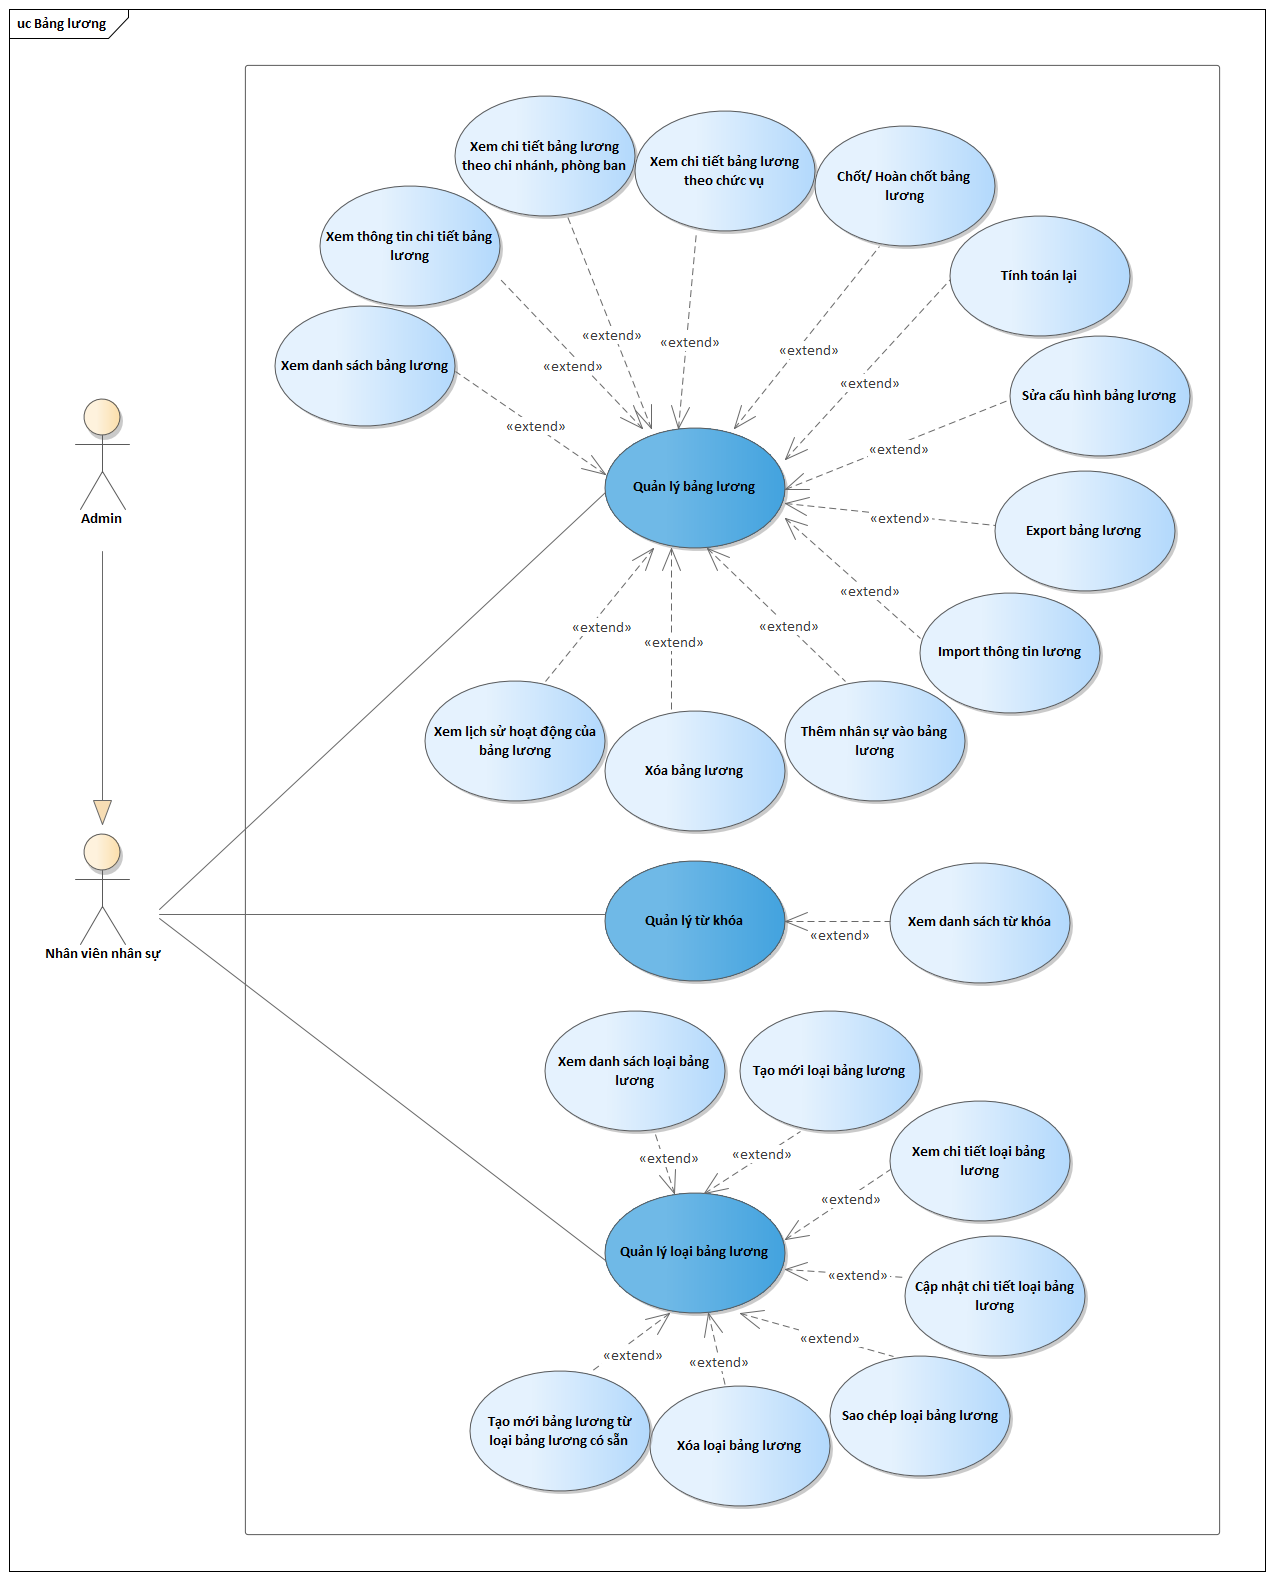 uc Bảng lương
Xem chi tiết bảng lương
theo chi nhánh, phòng ban
Xem chi tiết bảng lương
theo chức vụ
Chốt/ Hoàn chốt bảng
lương
Xem thông tin chi tiết bảng
lương
Tính toán lại
Xem danh sách bảng lương
Sửa cấu hình bảng lương
«extend»
«extend»
«extend»
«extend»
«extend»
«extend»
«extend»
Admin
Quản lý bảng lương
«extend»
Export bảng lương
«extend»
Import thông tin lương
«extend»
«extend»
«extend»
Xem lịch sử hoạt động của
bảng lương
Xóa bảng lương
Thêm nhân sự vào bảng
lương
Nhân viên nhân sự
Quản lý từ khóa
Xem danh sách từ khóa
«extend»
Xem danh sách loại bảng
lương
Tạo mới loại bảng lương
«extend»
«extend»
Xem chi tiết loại bảng
lương
«extend»
Quản lý loại bảng lương
«extend»
Cập nhật chi tiết loại bảng
lương
«extend»
«extend»
«extend»
Tạo mới bảng lương từ
loại bảng lương có sẵn
Xóa loại bảng lương
Sao chép loại bảng lương